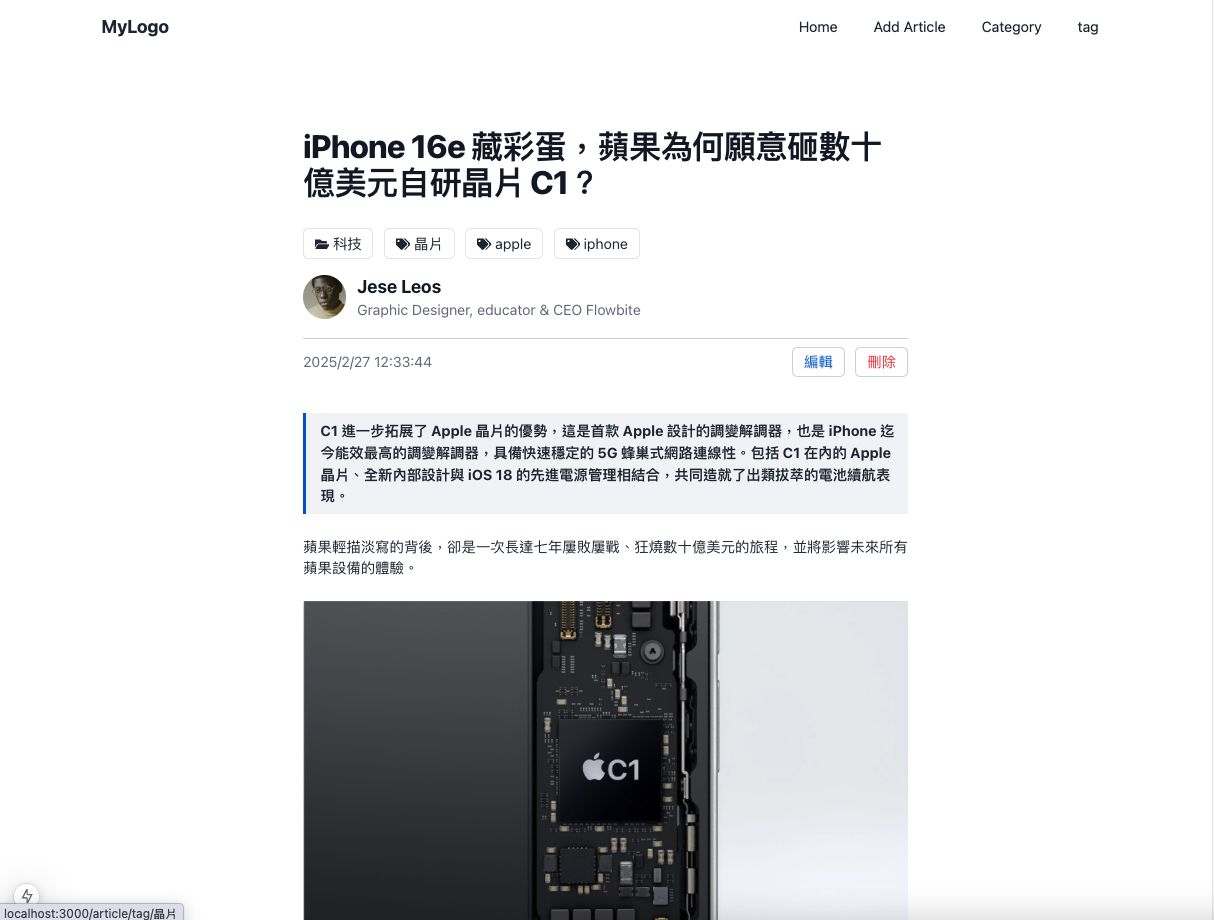 MyLogo
Home
Add Article
Category
tag
iPhone 16e 藏彩蛋，蘋果為何願意砸數十
億美元自研晶片 C1？
科技
晶片
apple
iphone
Jese Leos
Graphic Designer, educator & CEO Flowbite
2025/2/27 12:33:44
編輯
刪除
C1 進一步拓展了 Apple 晶片的優勢，這是首款 Apple 設計的調變解調器，也是 iPhone 迄
今能效最高的調變解調器，具備快速穩定的 5G 蜂巢式網路連線性。包括 C1 在內的 Apple
晶片、全新內部設計與 iOS 18 的先進電源管理相結合，共同造就了出類拔萃的電池續航表
現。
蘋果輕描淡寫的背後，卻是一次長達七年屢敗屢戰、狂燒數十億美元的旅程，並將影響未來所有
蘋果設備的體驗。
C1
localhost:3000/article/tag/晶片